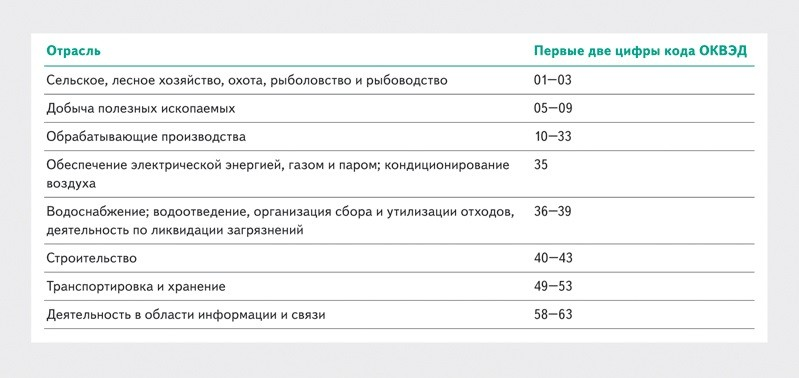 Отрасль Первые две цифры кода ОКВЭД
Сельское, лесное хозяйство, охота, рыболовство и рыбоводство 01—03
Добыча полезных ископаемых 05—09
Обрабатывающие производства 10—33
Обеспечение электрической энергией, газом и паром; кондиционирование 35
воздуха
Водоснабжение; водоотведение, организация сбора и утилизации отходов, 36—39
деятельность по ликвидации загрязнений
Строительство 40—43
Транспортировка и хранение 49—53
Деятельность в области информации и связи 58—63